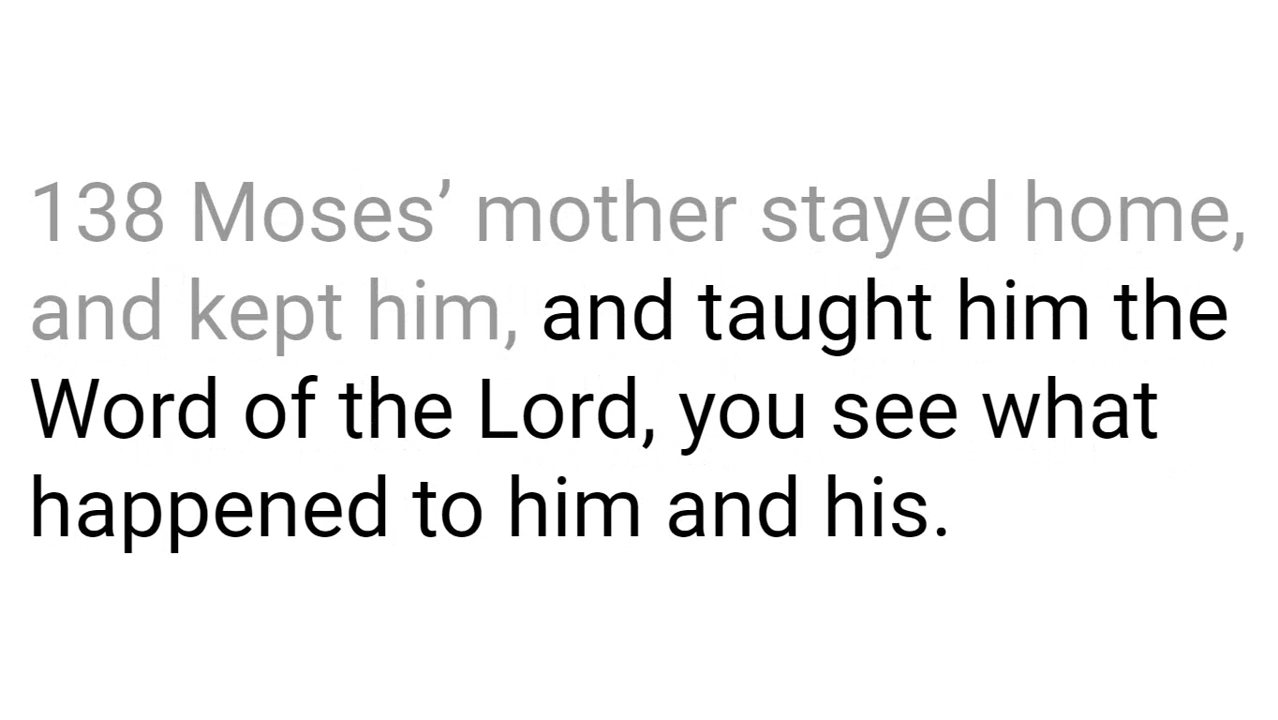 138 Moses’ mother stayed home,
and kept him, and taught him the
Word of the Lord, you see what
happened to him and his.